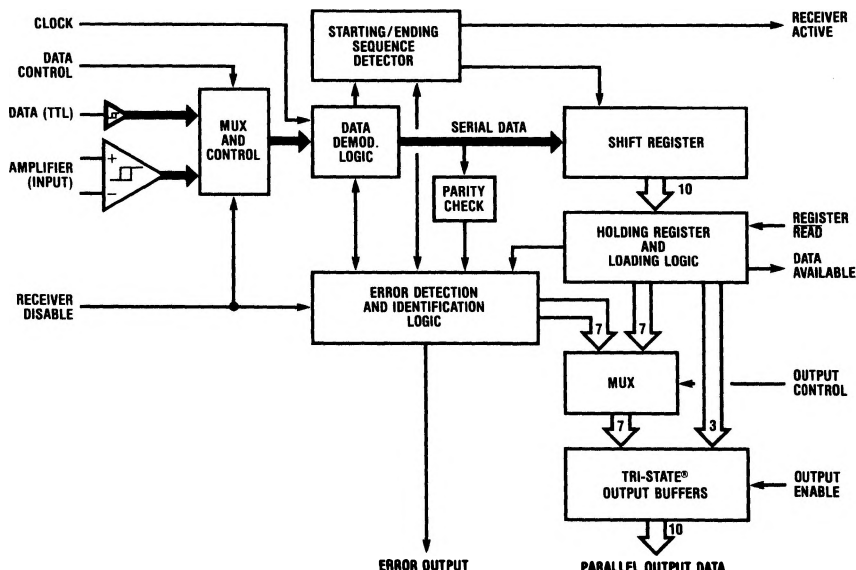 CLOCK
STARTING/ENDING
SEQUENCE
DETECTOR
RECEIVER
ACTIVE
DATA
CONTROL
DATA (TTL)
MUX
AND
CONTROL
DATA
DEMOD.
LOGIC
SERIAL DATA
SHIFT REGISTER
AMPLIFIER
(INPUT)
+
−
PARITY
CHECK
10
HOLDING REGISTER
AND
LOADING LOGIC
REGISTER
READ
DATA
AVAILABLE
RECEIVER
DISABLE
ERROR DETECTION
AND IDENTIFICATION
LOGIC
7
7
MUX
OUTPUT
CONTROL
7
3
TRI-STATE®
OUTPUT BUFFERS
OUTPUT
ENABLE
10
ERROR OUTPUT
PARALLEL OUTPUT DATA